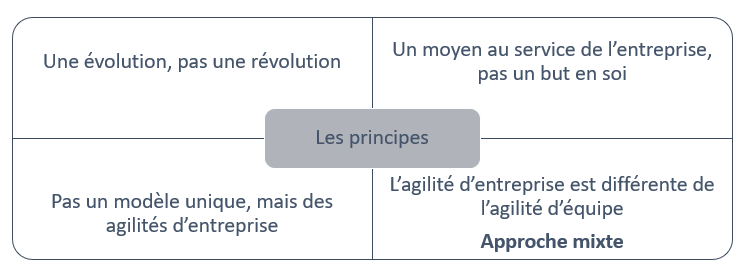 Une évolution, pas une révolution
Un moyen au service de l’entreprise,
pas un but en soi
Les principes
Pas un modèle unique, mais des
agilités d’entreprise
L’agilité d’entreprise est différente de
l’agilité d’équipe
Approche mixte